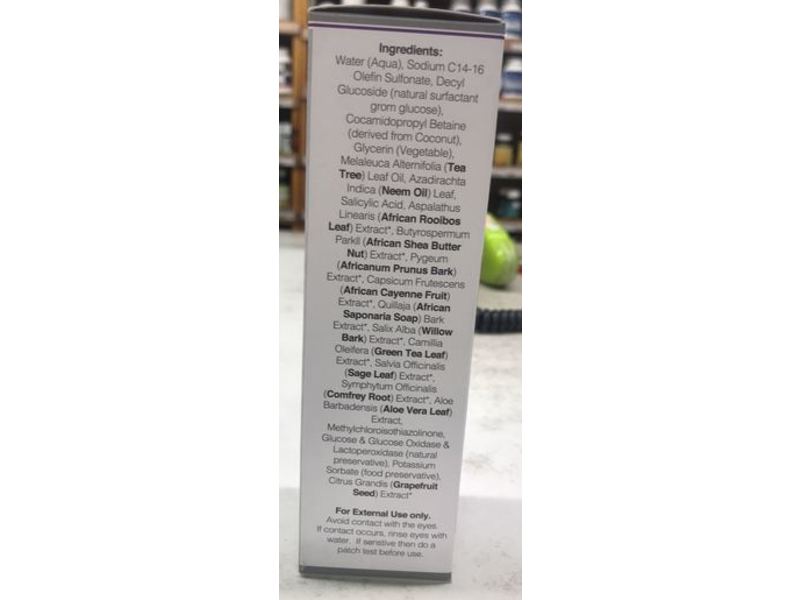 Ingredients:
Water (Aqua), Sodium C14-16
Olefin Sulfonate, Decyl
Glucoside (natural surfactant
grom glucose),
Cocamidopropyl Betaine
(derived from Coconut),
Glycerin (Vegetable),
Melaleuca Alternifolia (Tea
Tree) Leaf Oil, Azadirachta
Indica (Neem Oil) Leaf,
Salicylic Acid, Aspalathus
Linearis (African Rooibos
Leaf) Extract*, Butyrospermum
Parkii (African Shea Butter
Nut) Extract*, Pygeum
(Africanum Prunus Bark)
Extract*, Capsicum Frutescens
(African Cayenne Fruit)
Extract*, Quillaja (African
Saponaria Soap) Bark
Extract*, Salix Alba (Willow
Bark) Extract*, Camillia
Oleifera (Green Tea Leaf)
Extract*, Salvia Officinalis
(Sage Leaf) Extract*,
Symphytum Officinalis
(Comfrey Root) Extract*, Aloe
Barbadensis (Aloe Vera Leaf)
Extract,
Methylchloroisothiazolinone,
Glucose & Glucose Oxidase &
Lactoperoxidase (natural
preservative), Potassium
Sorbate (food preservative),
Citrus Grandis (Grapefruit
Seed) Extract*
For External Use only.
Avoid contact with the eyes.
If contact occurs, rinse eyes with
water. If sensitive then do a
patch test before use.